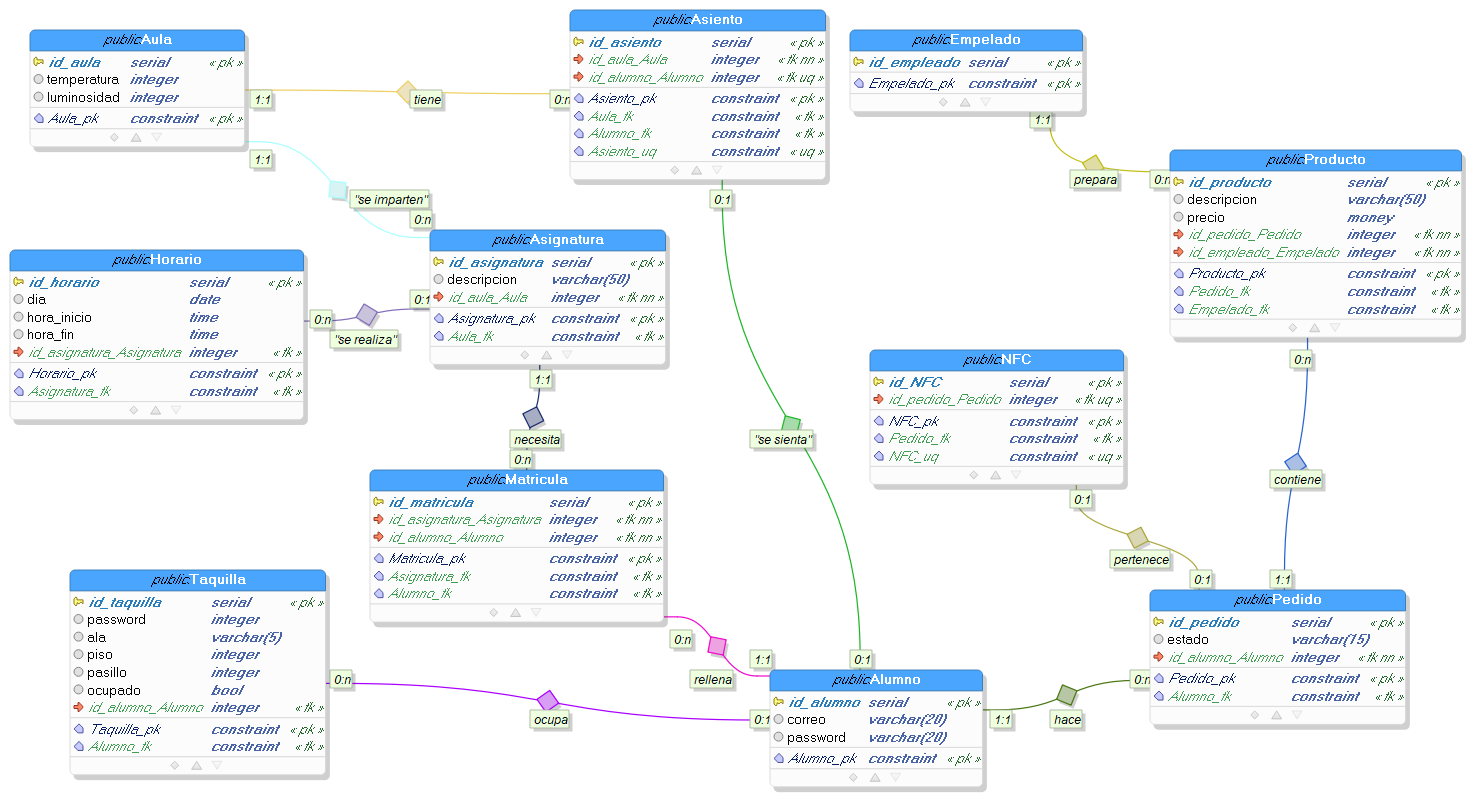 public.Aula
id_aula serial « pk »
temperatura integer
luminosidad integer
Aula_pk constraint « pk »
1:1
tiene
0:n
public.Asiento
id_asiento serial « pk »
id_aula_Aula integer « fk nn »
id_alumno_Alumno integer « fk uq »
Asiento_pk constraint « pk »
Aula_fk constraint « fk »
Alumno_fk constraint « fk »
Asiento_uq constraint « uq »
public.Empelado
id_empleado serial « pk »
Empelado_pk constraint « pk »
1:1
prepara
0:n
public.Producto
id_producto serial « pk »
descripcion varchar(50)
precio money
id_pedido_Pedido integer « fk nn »
id_empleado_Empelado integer « fk nn »
Producto_pk constraint « pk »
Pedido_fk constraint « fk »
Empelado_fk constraint « fk »
1:1
"se imparten"
0:n
public.Asignatura
id_asignatura serial « pk »
descripcion varchar(50)
id_aula_Aula integer « fk nn »
Asignatura_pk constraint « pk »
Aula_fk constraint « fk »
public.Horario
id_horario serial « pk »
dia date
hora_inicio time
hora_fin time
id_asignatura_Asignatura integer « fk »
Horario_pk constraint « pk »
Asignatura_fk constraint « fk »
0:n
"se realiza"
0:1
0:1
"se sienta"
0:1
public.NFC
id_NFC serial « pk »
id_pedido_Pedido integer « fk uq »
NFC_pk constraint « pk »
Pedido_fk constraint « fk »
NFC_uq constraint « uq »
0:n
contiene
1:1
1:1
necesita
0:n
public.Matricula
id_matricula serial « pk »
id_asignatura_Asignatura integer « fk nn »
id_alumno_Alumno integer « fk nn »
Matricula_pk constraint « pk »
Asignatura_fk constraint « fk »
Alumno_fk constraint « fk »
0:1
pertenece
0:1
public.Taquilla
id_taquilla serial « pk »
password integer
ala varchar(5)
piso integer
pasillo integer
ocupado bool
id_alumno_Alumno integer « fk »
Taquilla_pk constraint « pk »
Alumno_fk constraint « fk »
0:n
ocupa
0:1
0:n
rellena
1:1
public.Alumno
id_alumno serial « pk »
correo varchar(20)
password varchar(20)
Alumno_pk constraint « pk »
1:1
hace
0:n
public.Pedido
id_pedido serial « pk »
estado varchar(15)
id_alumno_Alumno integer « fk nn »
Pedido_pk constraint « pk »
Alumno_fk constraint « fk »